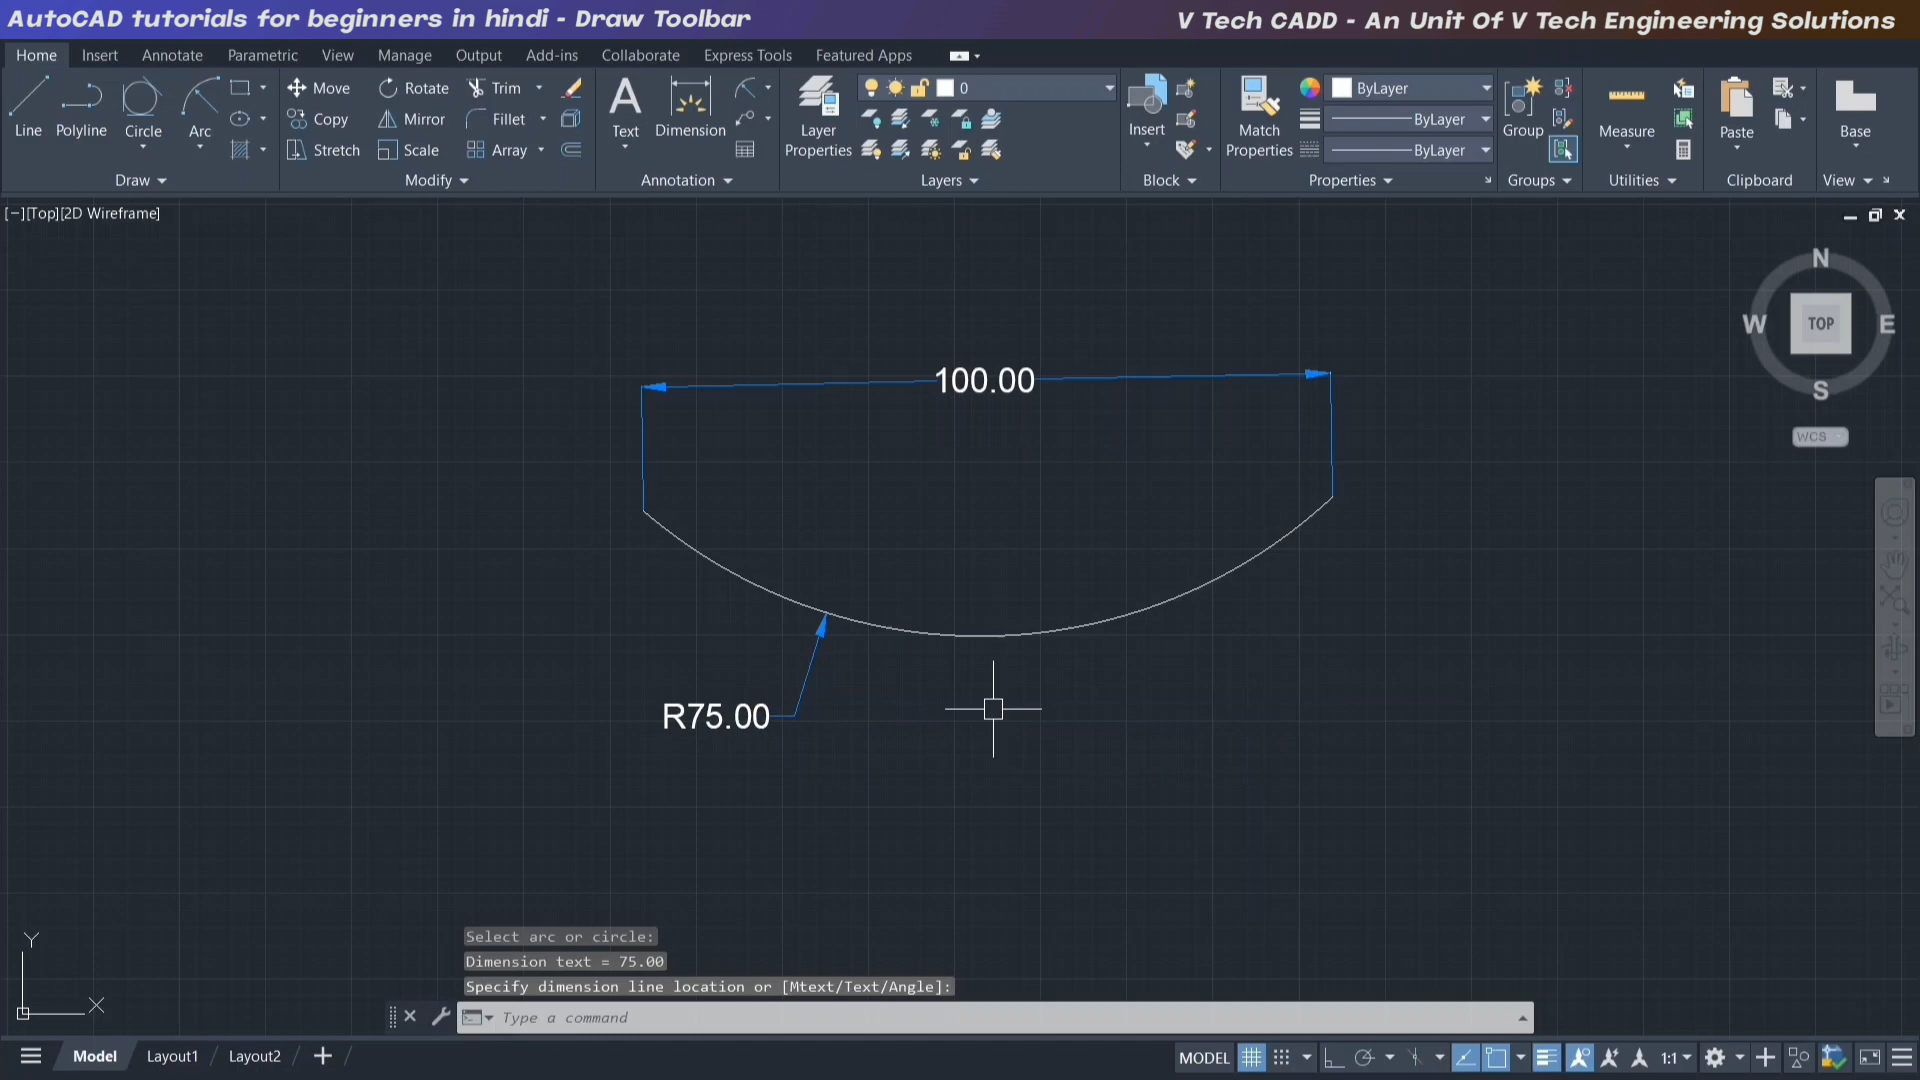 AutoCAD tutorials for beginners in hindi - Draw Toolbar
V Tech CADD - An Unit Of V Tech Engineering Solutions
Home Insert Annotate Parametric View Manage Output Add-ins Collaborate Express Tools Featured Apps
Line Polyline Circle Arc
Move Rotate Trim
Copy Mirror Fillet
Stretch Scale Array
Text Dimension
Layer Properties
0
Insert
Match Properties
ByLayer
ByLayer
ByLayer
Group
Measure
Paste
Base
Draw Modify Annotation Layers Block Properties Groups Utilities Clipboard View
[−][Top][2D Wireframe]
N
W TOP E
S
WCS
100.00
R75.00
Y
X
Select arc or circle:
Dimension text = 75.00
Specify dimension line location or [Mtext/Text/Angle]:
Type a command
Model Layout1 Layout2
MODEL 1:1